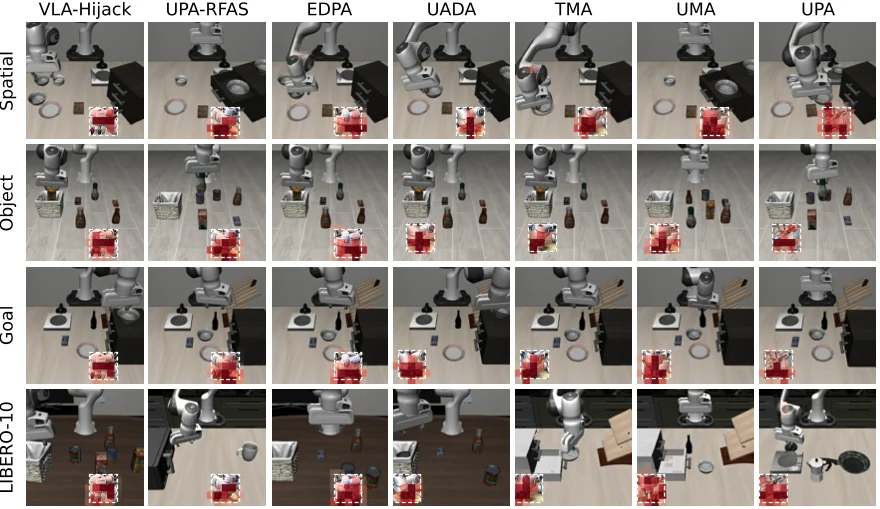 VLA-Hijack UPA-RFAS EDPA UADA TMA UMA UPA
Spatial
Object
Goal
LIBERO-10